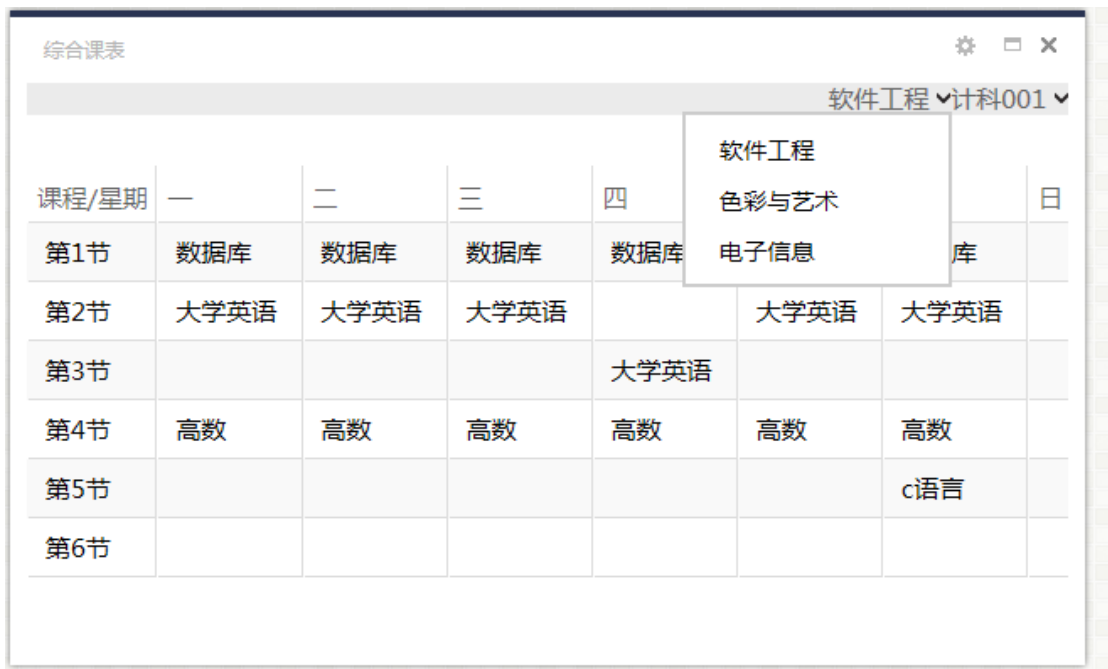 综合课表
软件工程 计科001
软件工程
课程/星期 一 二 三 四 日
色彩与艺术
第1节 数据库 数据库 数据库 数据库 库
电子信息
第2节 大学英语 大学英语 大学英语 大学英语 大学英语
第3节 大学英语
第4节 高数 高数 高数 高数 高数 高数
第5节 c语言
第6节